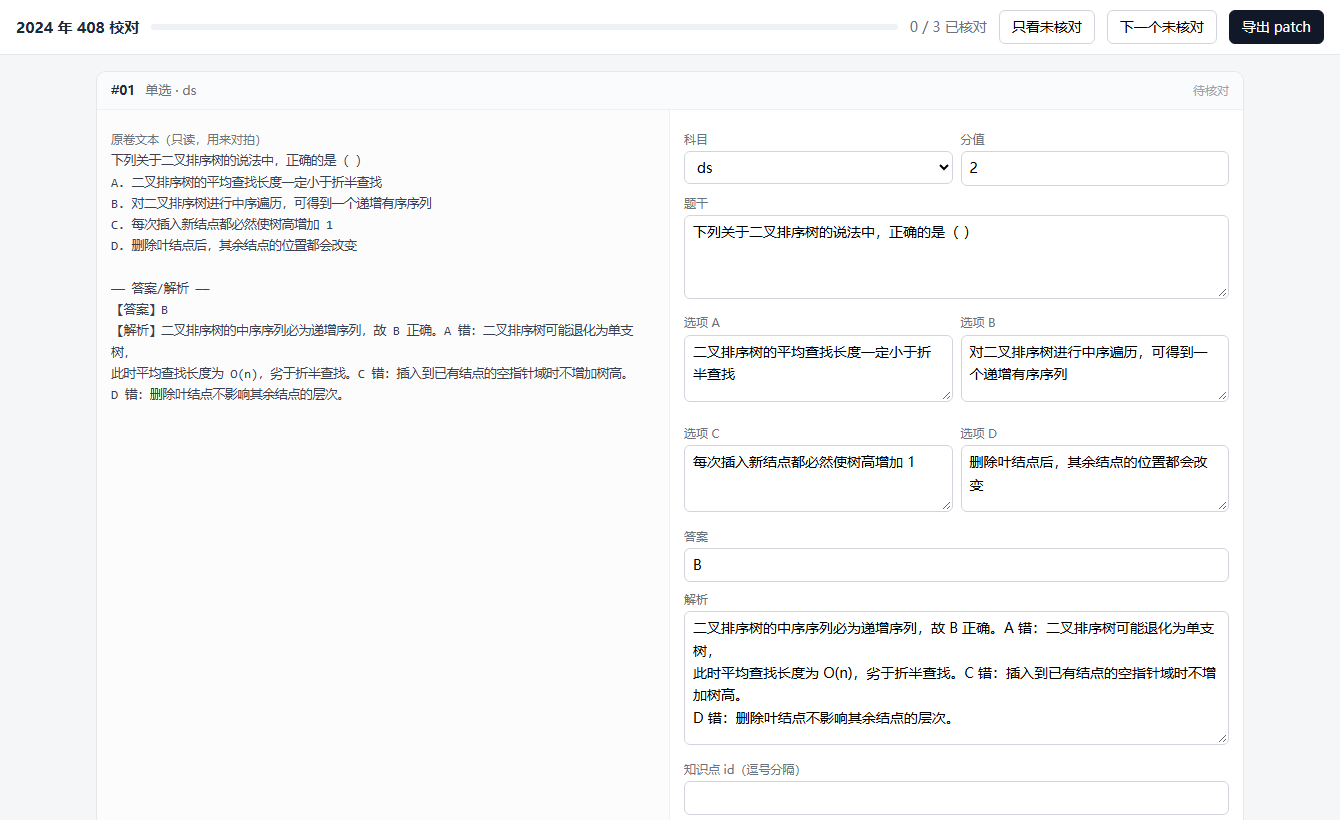 2024 年 408 校对
0 / 3 已核对
只看未核对
下一个未核对
导出 patch
#01 单选 · ds
待核对
原卷文本（只读，用来对拍）
下列关于二叉排序树的说法中，正确的是（ ）
A. 二叉排序树的平均查找长度一定小于折半查找
B. 对二叉排序树进行中序遍历，可得到一个递增有序序列
C. 每次插入新结点都必然使树高增加 1
D. 删除叶结点后，其余结点的位置都会改变
—— 答案/解析 ——
【答案】B
【解析】二叉排序树的中序序列必为递增序列，故 B 正确。A 错：二叉排序树可能退化为单支
树，
此时平均查找长度为 O(n)，劣于折半查找。C 错：插入到已有结点的空指针域时不增加树高。
D 错：删除叶结点不影响其余结点的层次。
科目
分值
ds
2
题干
下列关于二叉排序树的说法中，正确的是（ ）
选项 A
选项 B
二叉排序树的平均查找长度一定小于折
半查找
对二叉排序树进行中序遍历，可得到一
个递增有序序列
选项 C
选项 D
每次插入新结点都必然使树高增加 1
删除叶结点后，其余结点的位置都会改
变
答案
B
解析
二叉排序树的中序序列必为递增序列，故 B 正确。A 错：二叉排序树可能退化为单支
树，
此时平均查找长度为 O(n)，劣于折半查找。C 错：插入到已有结点的空指针域时不增
加树高。
D 错：删除叶结点不影响其余结点的层次。
知识点 id（逗号分隔）